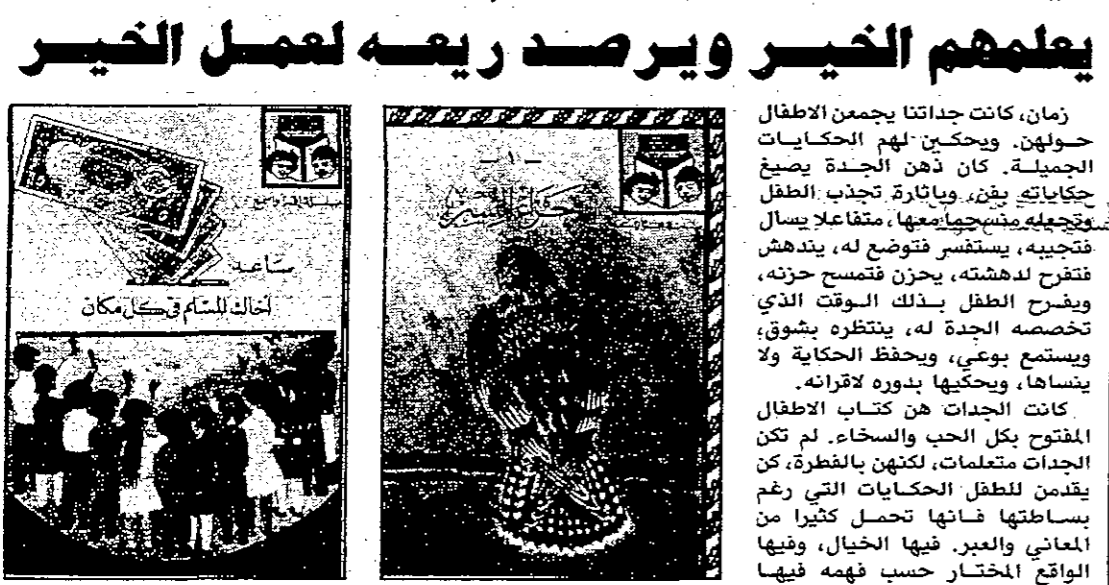 يعلمهم الخير ويرصد ريعه لعمل الخير
زمان، كانت جداتنا يجمعن الاطفال
حولهن. ويحكين لهم الحكايات
الجميلة. كان ذهن الجدة يصيغ
حكاياته بفن، وباثارة تجذب الطفل
وتجعله منسجما معها، متفاعلا يسال
فتجيبه، يستفسر فتوضع له، يندهش
فتفرح لدهشته، يحزن فتمسح حزنه،
ويفرح الطفل بذلك الوقت الذي
تخصصه الجدة له، ينتظره بشوق،
ويستمع بوعي، ويحفظ الحكاية ولا
ينساها، ويحكيها بدوره لاقرانه.
كانت الجدات هن كتاب الاطفال
المفتوح بكل الحب والسخاء. لم تكن
الجدات متعلمات، لكنهن بالفطرة، كن
يقدمن للطفل الحكايات التي رغم
بساطتها فانها تحمل كثيرا من
المعاني والعبر. فيها الخيال، وفيها
الواقع المختار حسب فهمه فيها
- ١ -
ساعد
أخاك المسلم في كل مكان